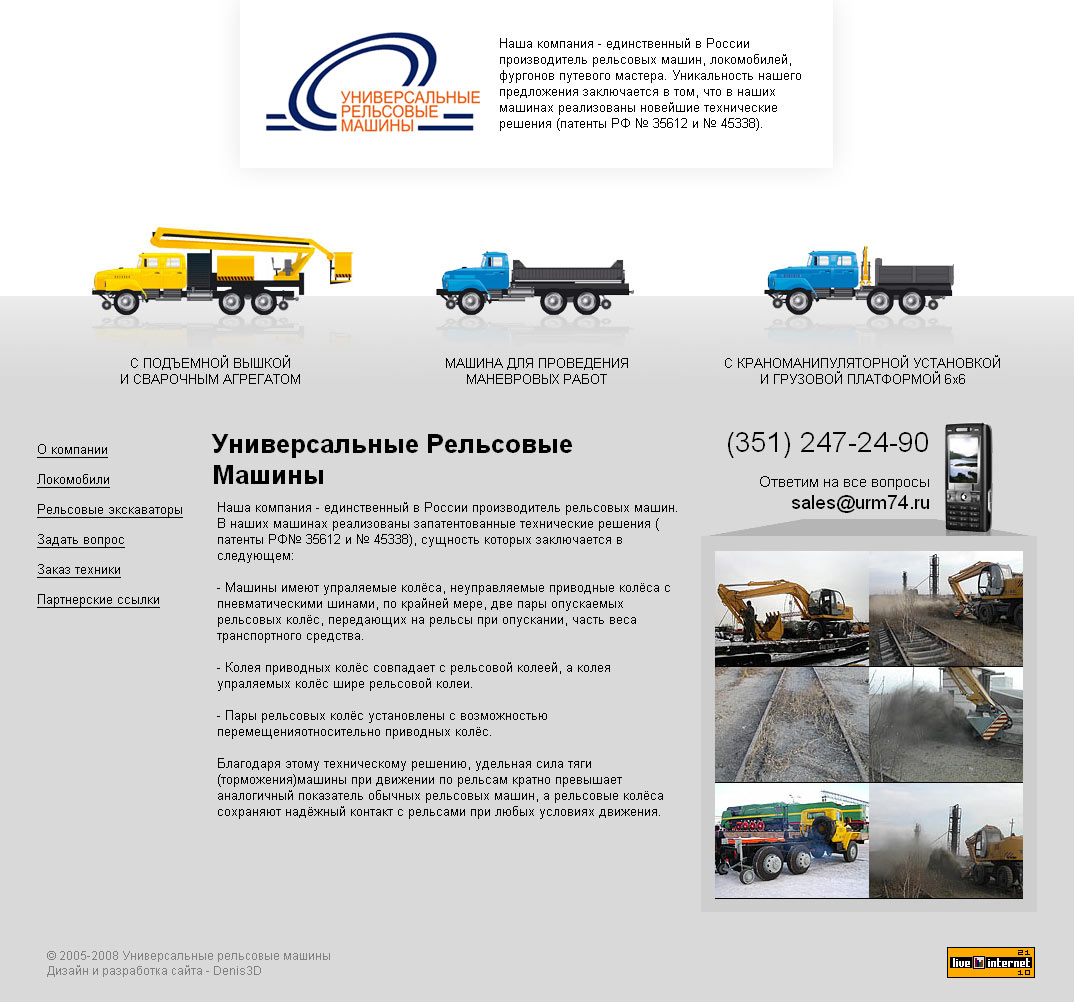 УНИВЕРСАЛЬНЫЕ
РЕЛЬСОВЫЕ
МАШИНЫ
Наша компания - единственный в России
производитель рельсовых машин, локомобилей,
фургонов путевого мастера. Уникальность нашего
предложения заключается в том, что в наших
машинах реализованы новейшие технические
решения (патенты РФ № 35612 и № 45338).
С ПОДЪЕМНОЙ ВЫШКОЙ
И СВАРОЧНЫМ АГРЕГАТОМ
МАШИНА ДЛЯ ПРОВЕДЕНИЯ
МАНЕВРОВЫХ РАБОТ
С КРАНОМАНИПУЛЯТОРНОЙ УСТАНОВКОЙ
И ГРУЗОВОЙ ПЛАТФОРМОЙ 6х6
О компании
Локомобили
Рельсовые экскаваторы
Задать вопрос
Заказ техники
Партнерские ссылки
Универсальные Рельсовые
Машины
Наша компания - единственный в России производитель рельсовых машин.
В наших машинах реализованы запатентованные технические решения (
патенты РФ№ 35612 и № 45338), сущность которых заключается в
следующем:
- Машины имеют упраляемые колёса, неуправляемые приводные колёса с
пневматическими шинами, по крайней мере, две пары опускаемых
рельсовых колёс, передающих на рельсы при опускании, часть веса
транспортного средства.
- Колея приводных колёс совпадает с рельсовой колеей, а колея
упраляемых колёс шире рельсовой колеи.
- Пары рельсовых колёс установлены с возможностью
перемещенияотносительно приводных колёс.
Благодаря этому техническому решению, удельная сила тяги
(торможения)машины при движении по рельсам кратно превышает
аналогичный показатель обычных рельсовых машин, а рельсовые колёса
сохраняют надёжный контакт с рельсами при любых условиях движения.
(351) 247-24-90
Ответим на все вопросы
sales@urm74.ru
© 2005-2008 Универсальные рельсовые машины
Дизайн и разработка сайта - Denis3D
21
live internet
10